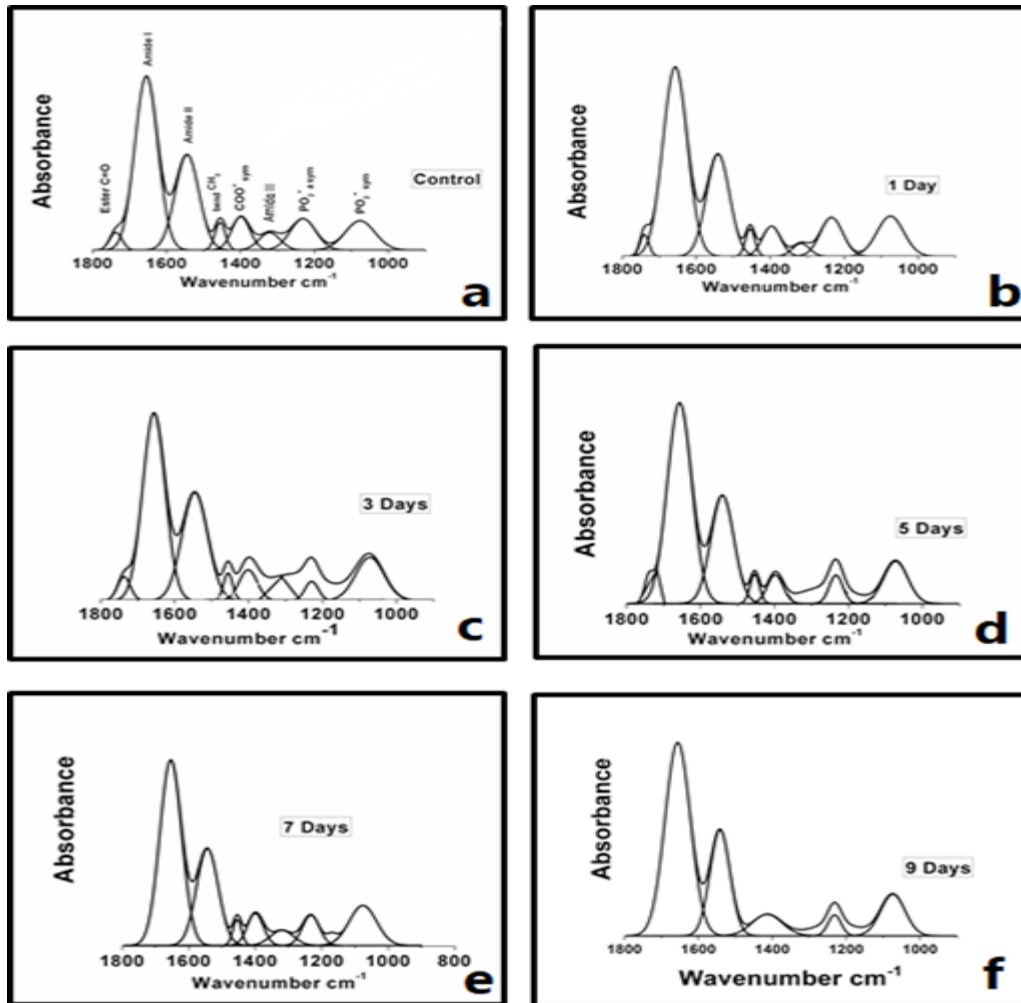 Absorbance
Ester C=O
Amide I
Amide II
bend CH2
COO- sym
Amide III
PO2- asym
PO2- sym
Control
1800 1600 1400 1200 1000
Wavenumber cm-1
a
Absorbance
1 Day
1800 1600 1400 1200 1000
Wavenumber cm-1
b
Absorbance
3 Days
1800 1600 1400 1200 1000
Wavenumber cm-1
c
Absorbance
5 Days
1800 1600 1400 1200 1000
Wavenumber cm-1
d
Absorbance
7 Days
1800 1600 1400 1200 1000 800
Wavenumber cm-1
e
Absorbance
9 Days
1800 1600 1400 1200 1000
Wavenumber cm-1
f